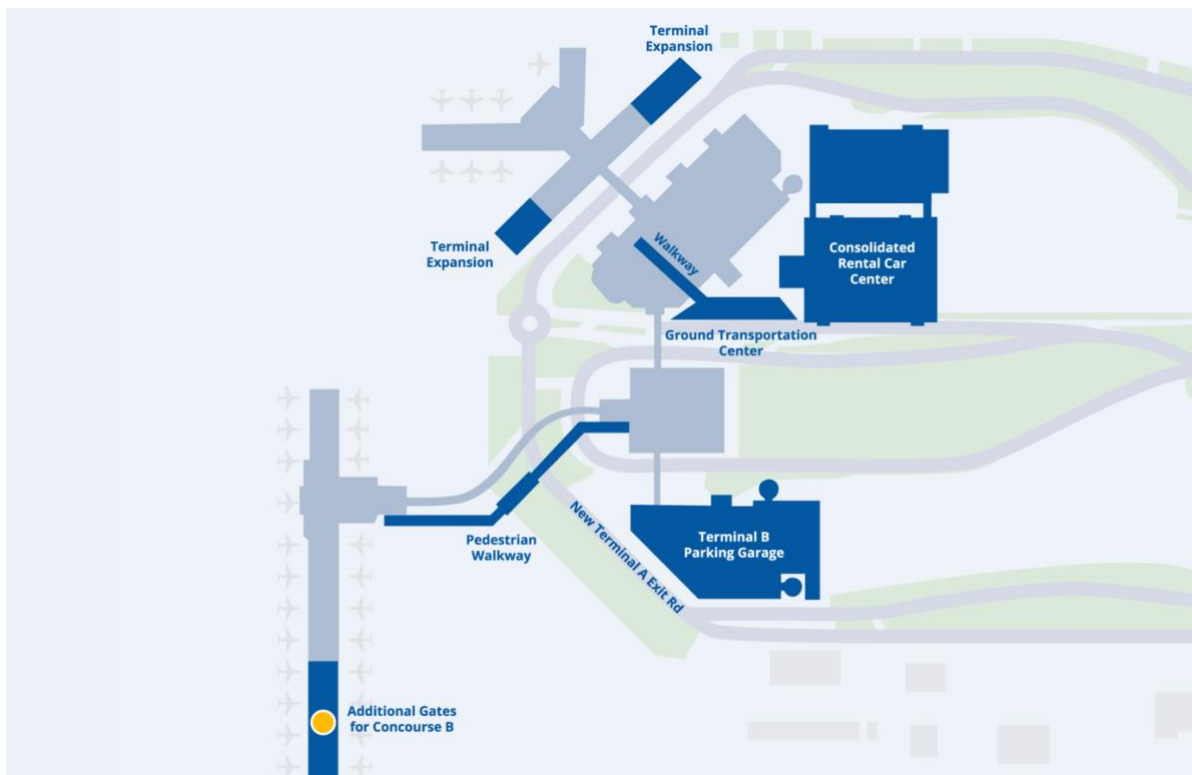 Terminal
Expansion
Terminal
Expansion
Walkway
Consolidated
Rental Car
Center
Ground Transportation
Center
Pedestrian
Walkway
New Terminal A Exit Rd
Terminal B
Parking Garage
Additional Gates
for Concourse B